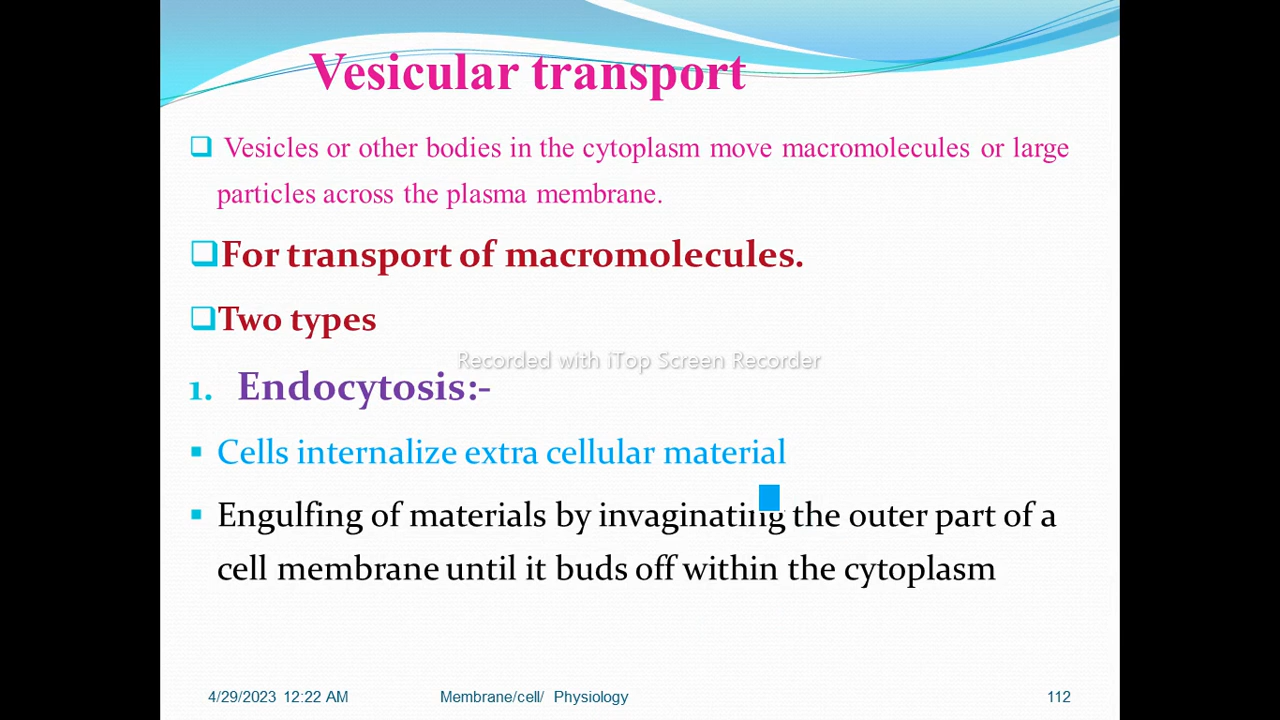 Vesicular transport
❑ Vesicles or other bodies in the cytoplasm move macromolecules or large
particles across the plasma membrane.
❑For transport of macromolecules.
❑Two types
Recorded with iTop Screen Recorder
1. Endocytosis:-
▪ Cells internalize extra cellular material
▪ Engulfing of materials by invaginating the outer part of a
cell membrane until it buds off within the cytoplasm
4/29/2023 12:22 AM Membrane/cell/ Physiology 112